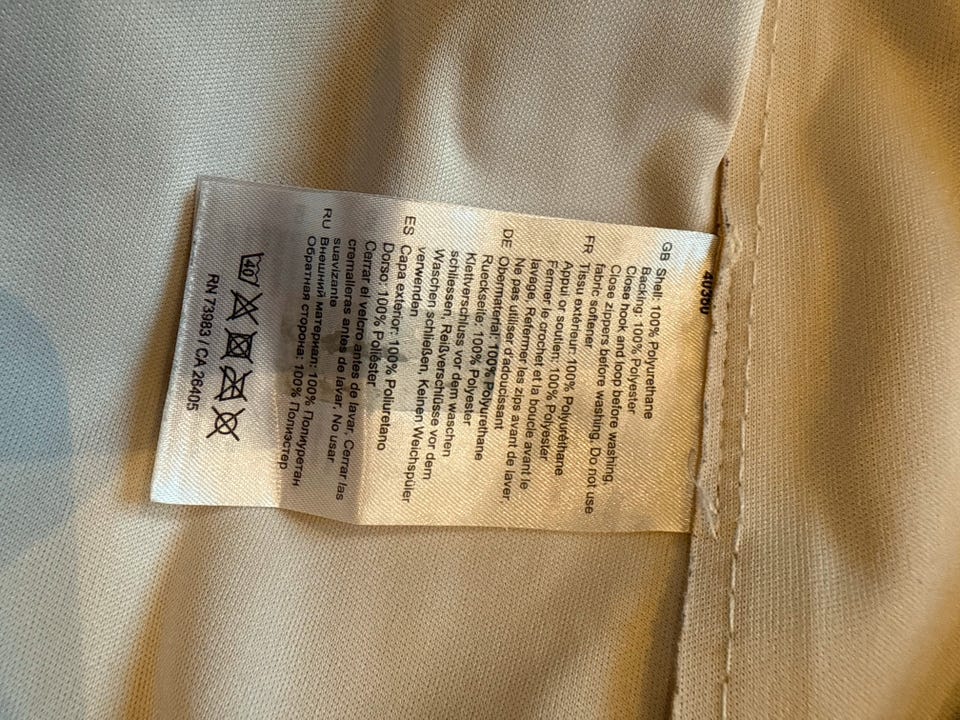 GB Shell: 100% Polyurethane
Backing: 100% Polyester
Close hook and loop before washing.
Close zippers before washing. Do not use
fabric softener
FR Tissu extérieur: 100% Polyuréthane
Appui or soutien: 100% Polyester
Fermer le crochet et la boucle avant le
lavege, Refermer les zips avant de laver;
Ne pas utiliser d'adoucissant
DE Obermaterial: 100% Polyurethane
Rueckseite: 100% Polyester
Klettverschluss vor dem waschen
schliessen, Reißverschlüsse vor dem
Waschen schließen, Keinen Weichspüler
verwenden
ES Capa exterior: 100% Poliuretano
Dorso: 100% Poliéster
Cerrar el velcro antes de lavar, Cerrar las
cremalleras antes de lavar, No usar
suavizante
RU Внешний материал: 100% Полиуретан
Обратная сторона: 100% Полиэстер
40
RN 73983 / CA 26405